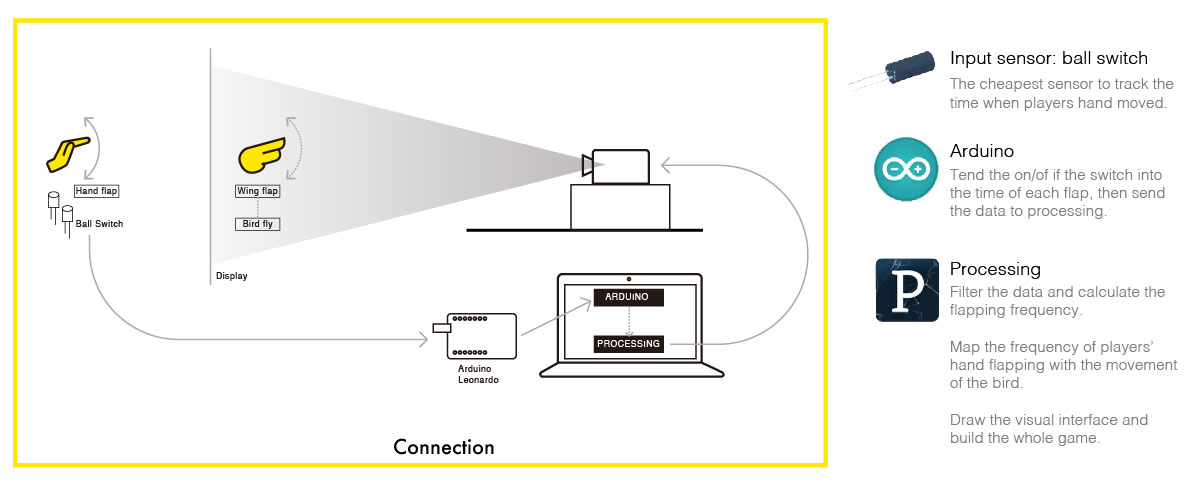 Hand flap
Ball Switch
Wing flap
Bird fly
Display
ARDUINO
PROCESSING
Arduino
Leonardo
Connection
Input sensor: ball switch
The cheapest sensor to track the
time when players hand moved.
Arduino
Tend the on/of if the switch into
the time of each flap, then send
the data to processing.
P
Processing
Filter the data and calculate the
flapping frequency.
Map the frequency of players’
hand flapping with the movement
of the bird.
Draw the visual interface and
build the whole game.